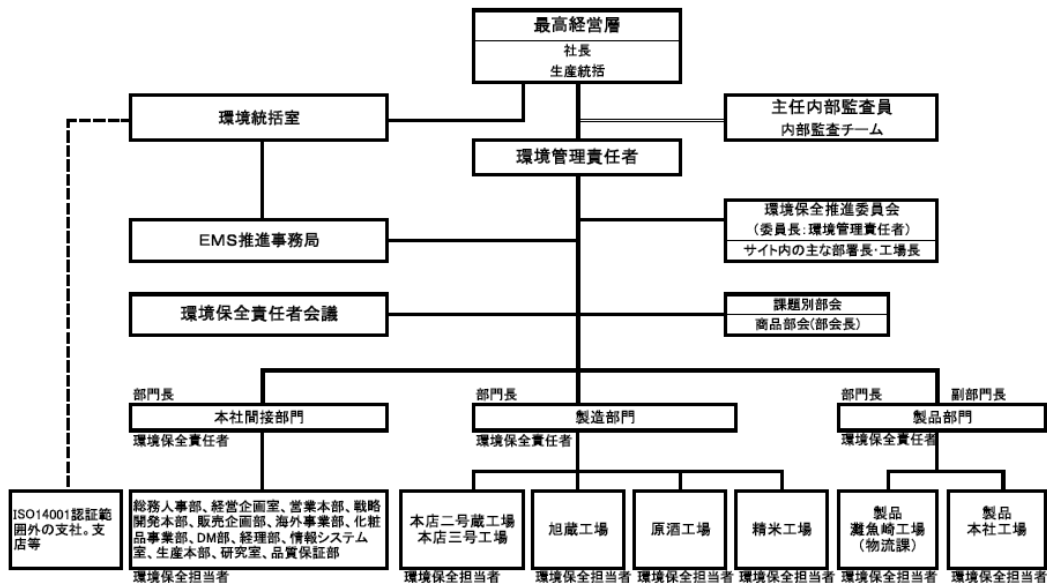 最高経営層
社長
生産統括
環境統括室
主任内部監査員
内部監査チーム
環境管理責任者
環境保全推進委員会
(委員長:環境管理責任者)
サイト内の主な部署長・工場長
EMS推進事務局
環境保全責任者会議
課題別部会
商品部会(部会長)
部門長
本社間接部門
環境保全責任者
部門長
製造部門
環境保全責任者
部門長 副部門長
製品部門
環境保全責任者
ISO14001認証範
囲外の支社。支
店等
総務人事部、経営企画室、営業本部、戦略
開発本部、販売企画部、海外事業部、化粧
品事業部、DM部、経理部、情報システム
室、生産本部、研究室、品質保証部
環境保全担当者
本店二号蔵工場
本店三号工場
環境保全担当者
旭蔵工場
環境保全担当者
原酒工場
環境保全担当者
精米工場
環境保全担当者
製品
灘魚崎工場
(物流課)
環境保全担当者
製品
本社工場
環境保全担当者